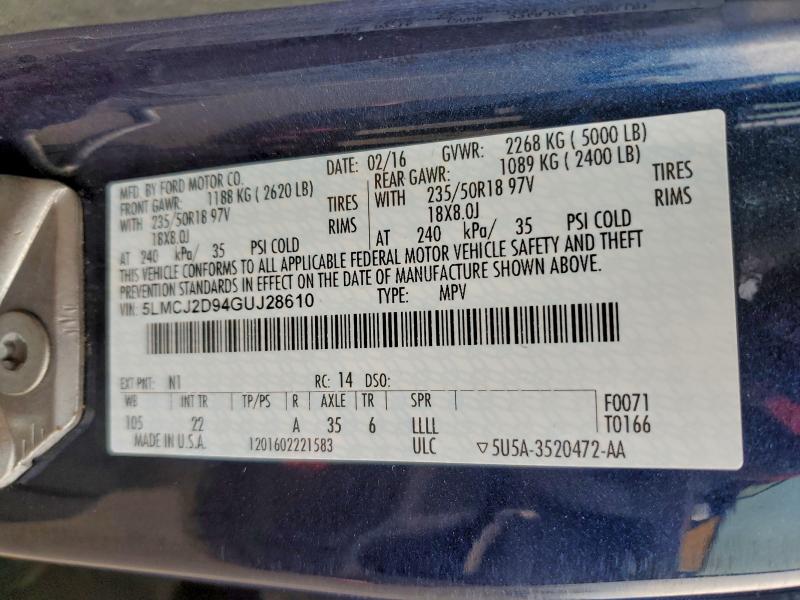 MFD. BY FORD MOTOR CO. DATE: 02/16 GVWR: 2268 KG ( 5000 LB)
FRONT GAWR: 1188 KG ( 2620 LB) REAR GAWR: 1089 KG ( 2400 LB)
WITH 235/50R18 97V TIRES WITH 235/50R18 97V TIRES
18X8.0J RIMS 18X8.0J RIMS
AT 240 kPa/ 35 PSI COLD AT 240 kPa/ 35 PSI COLD
THIS VEHICLE CONFORMS TO ALL APPLICABLE FEDERAL MOTOR VEHICLE SAFETY AND THEFT
PREVENTION STANDARDS IN EFFECT ON THE DATE OF MANUFACTURE SHOWN ABOVE.
VIN: 5LMCJ2D94GUJ28610 TYPE: MPV
EXT PNT: N1 RC: 14 DSO:
WB INT TR TP/PS R AXLE TR SPR F0071
105 22 A 35 6 LLLL T0166
MADE IN U.S.A. 1201602221583 ULC ▽5U5A-3520472-AA